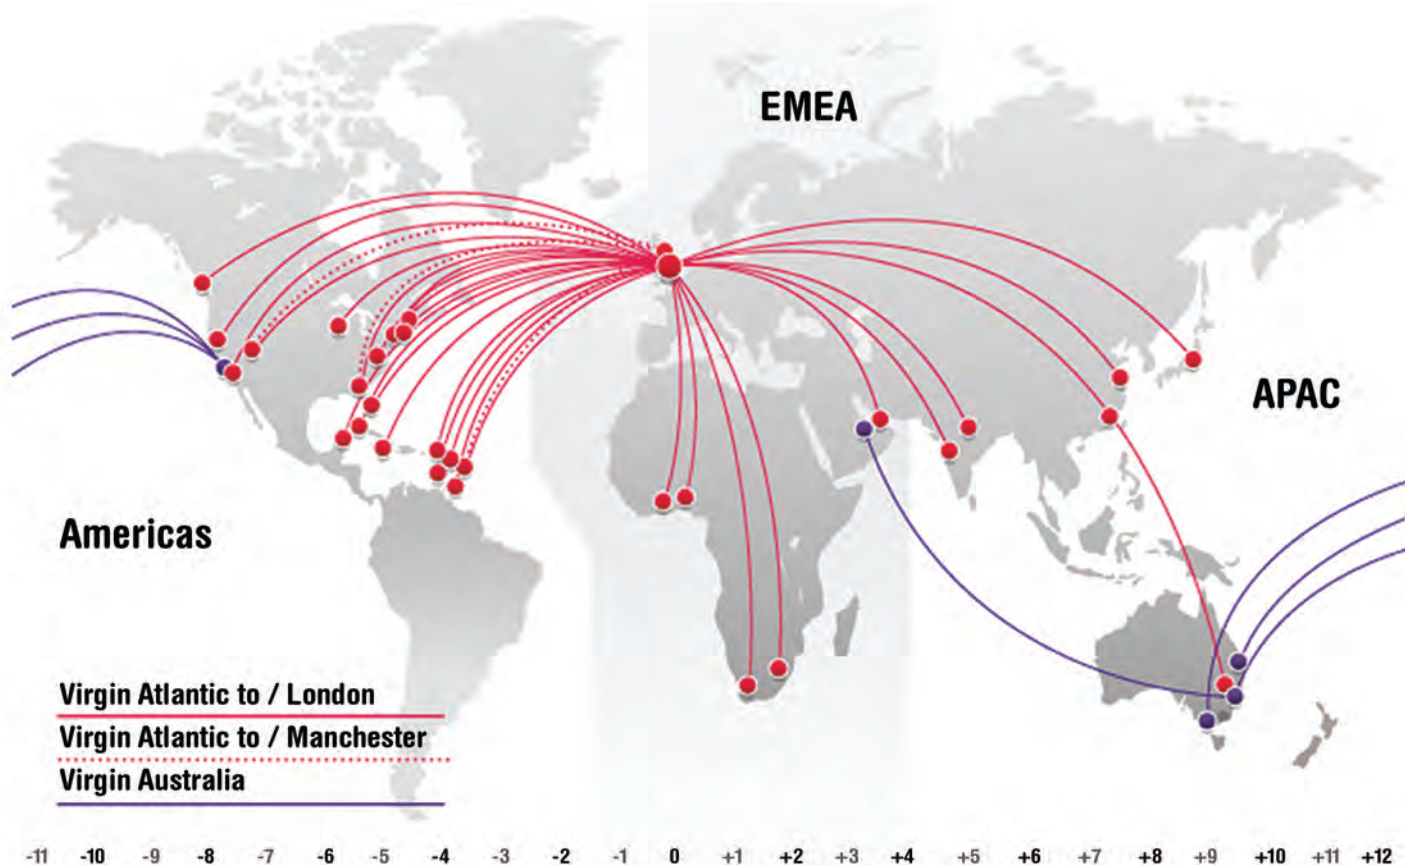 EMEA
APAC
Americas
Virgin Atlantic to / London
Virgin Atlantic to / Manchester
Virgin Australia
-11 -10 -9 -8 -7 -6 -5 -4 -3 -2 -1 0 +1 +2 +3 +4 +5 +6 +7 +8 +9 +10 +11 +12